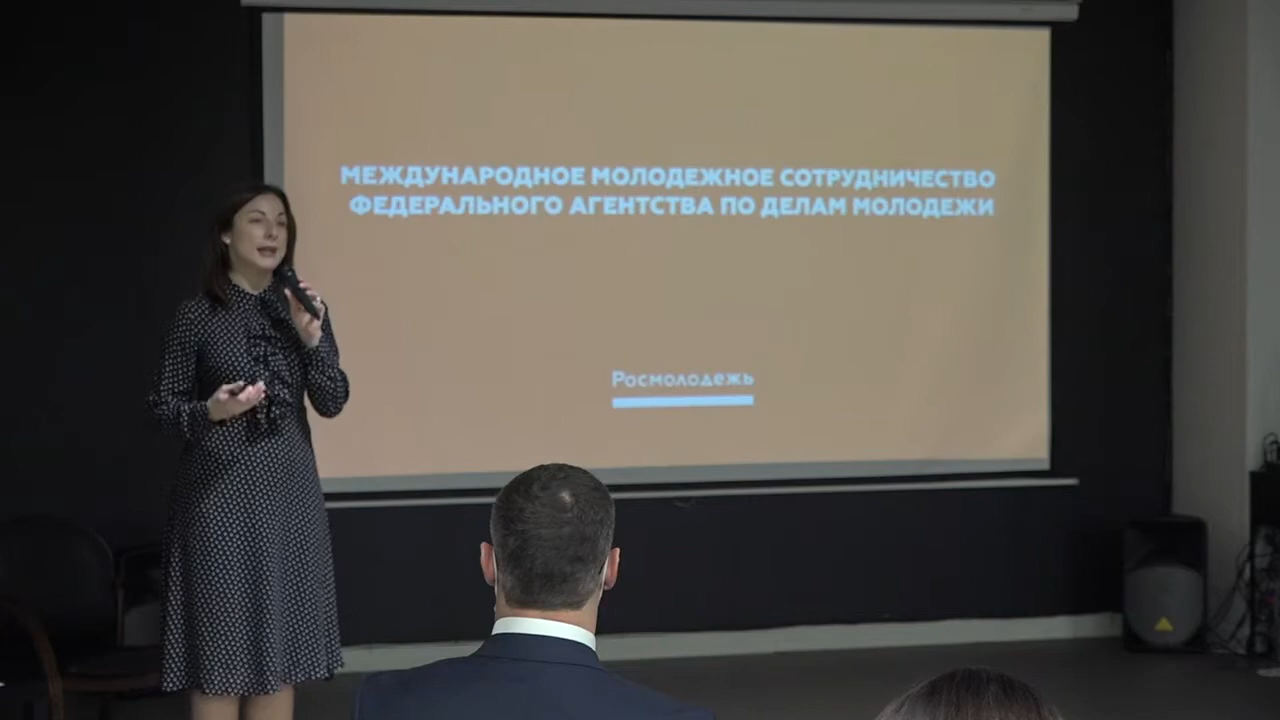 МЕЖДУНАРОДНОЕ МОЛОДЕЖНОЕ СОТРУДНИЧЕСТВО
ФЕДЕРАЛЬНОГО АГЕНТСТВА ПО ДЕЛАМ МОЛОДЕЖИ
Росмолодежь